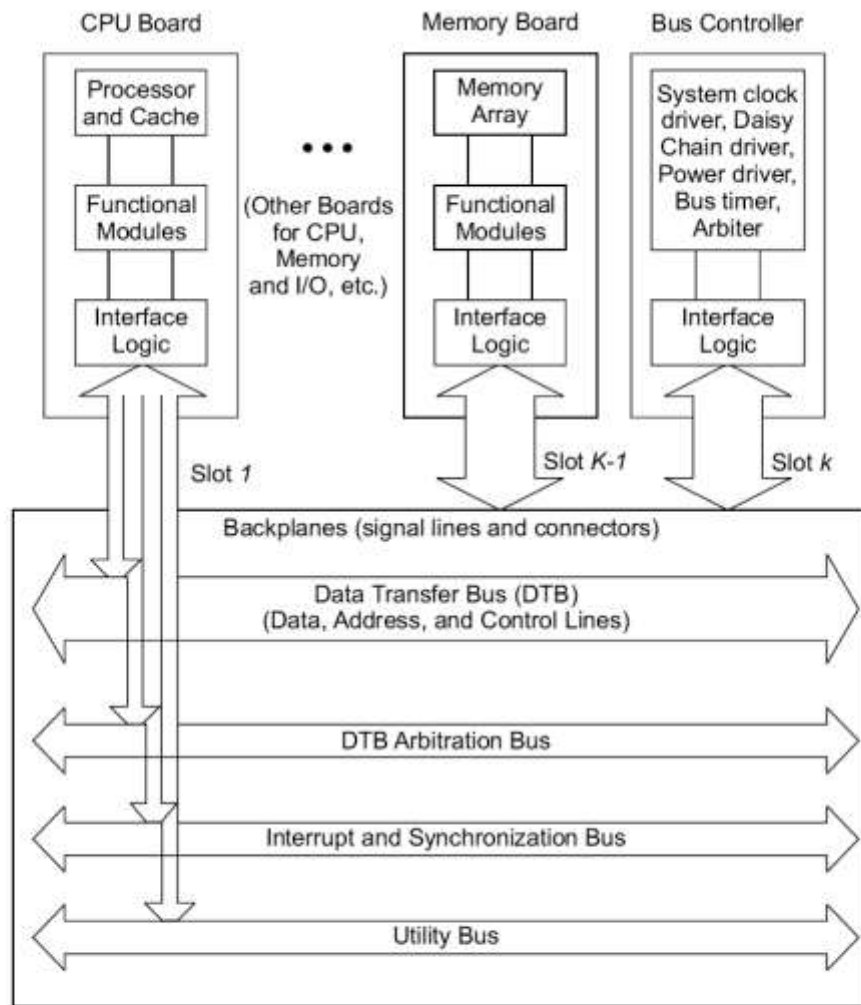 CPU Board
Memory Board
Bus Controller
Processor
and Cache
Functional
Modules
Interface
Logic
•••
(Other Boards
for CPU,
Memory
and I/O, etc.)
Memory
Array
Functional
Modules
Interface
Logic
System clock
driver, Daisy
Chain driver,
Power driver,
Bus timer,
Arbiter
Interface
Logic
Slot 1
Slot K-1
Slot k
Backplanes (signal lines and connectors)
Data Transfer Bus (DTB)
(Data, Address, and Control Lines)
DTB Arbitration Bus
Interrupt and Synchronization Bus
Utility Bus